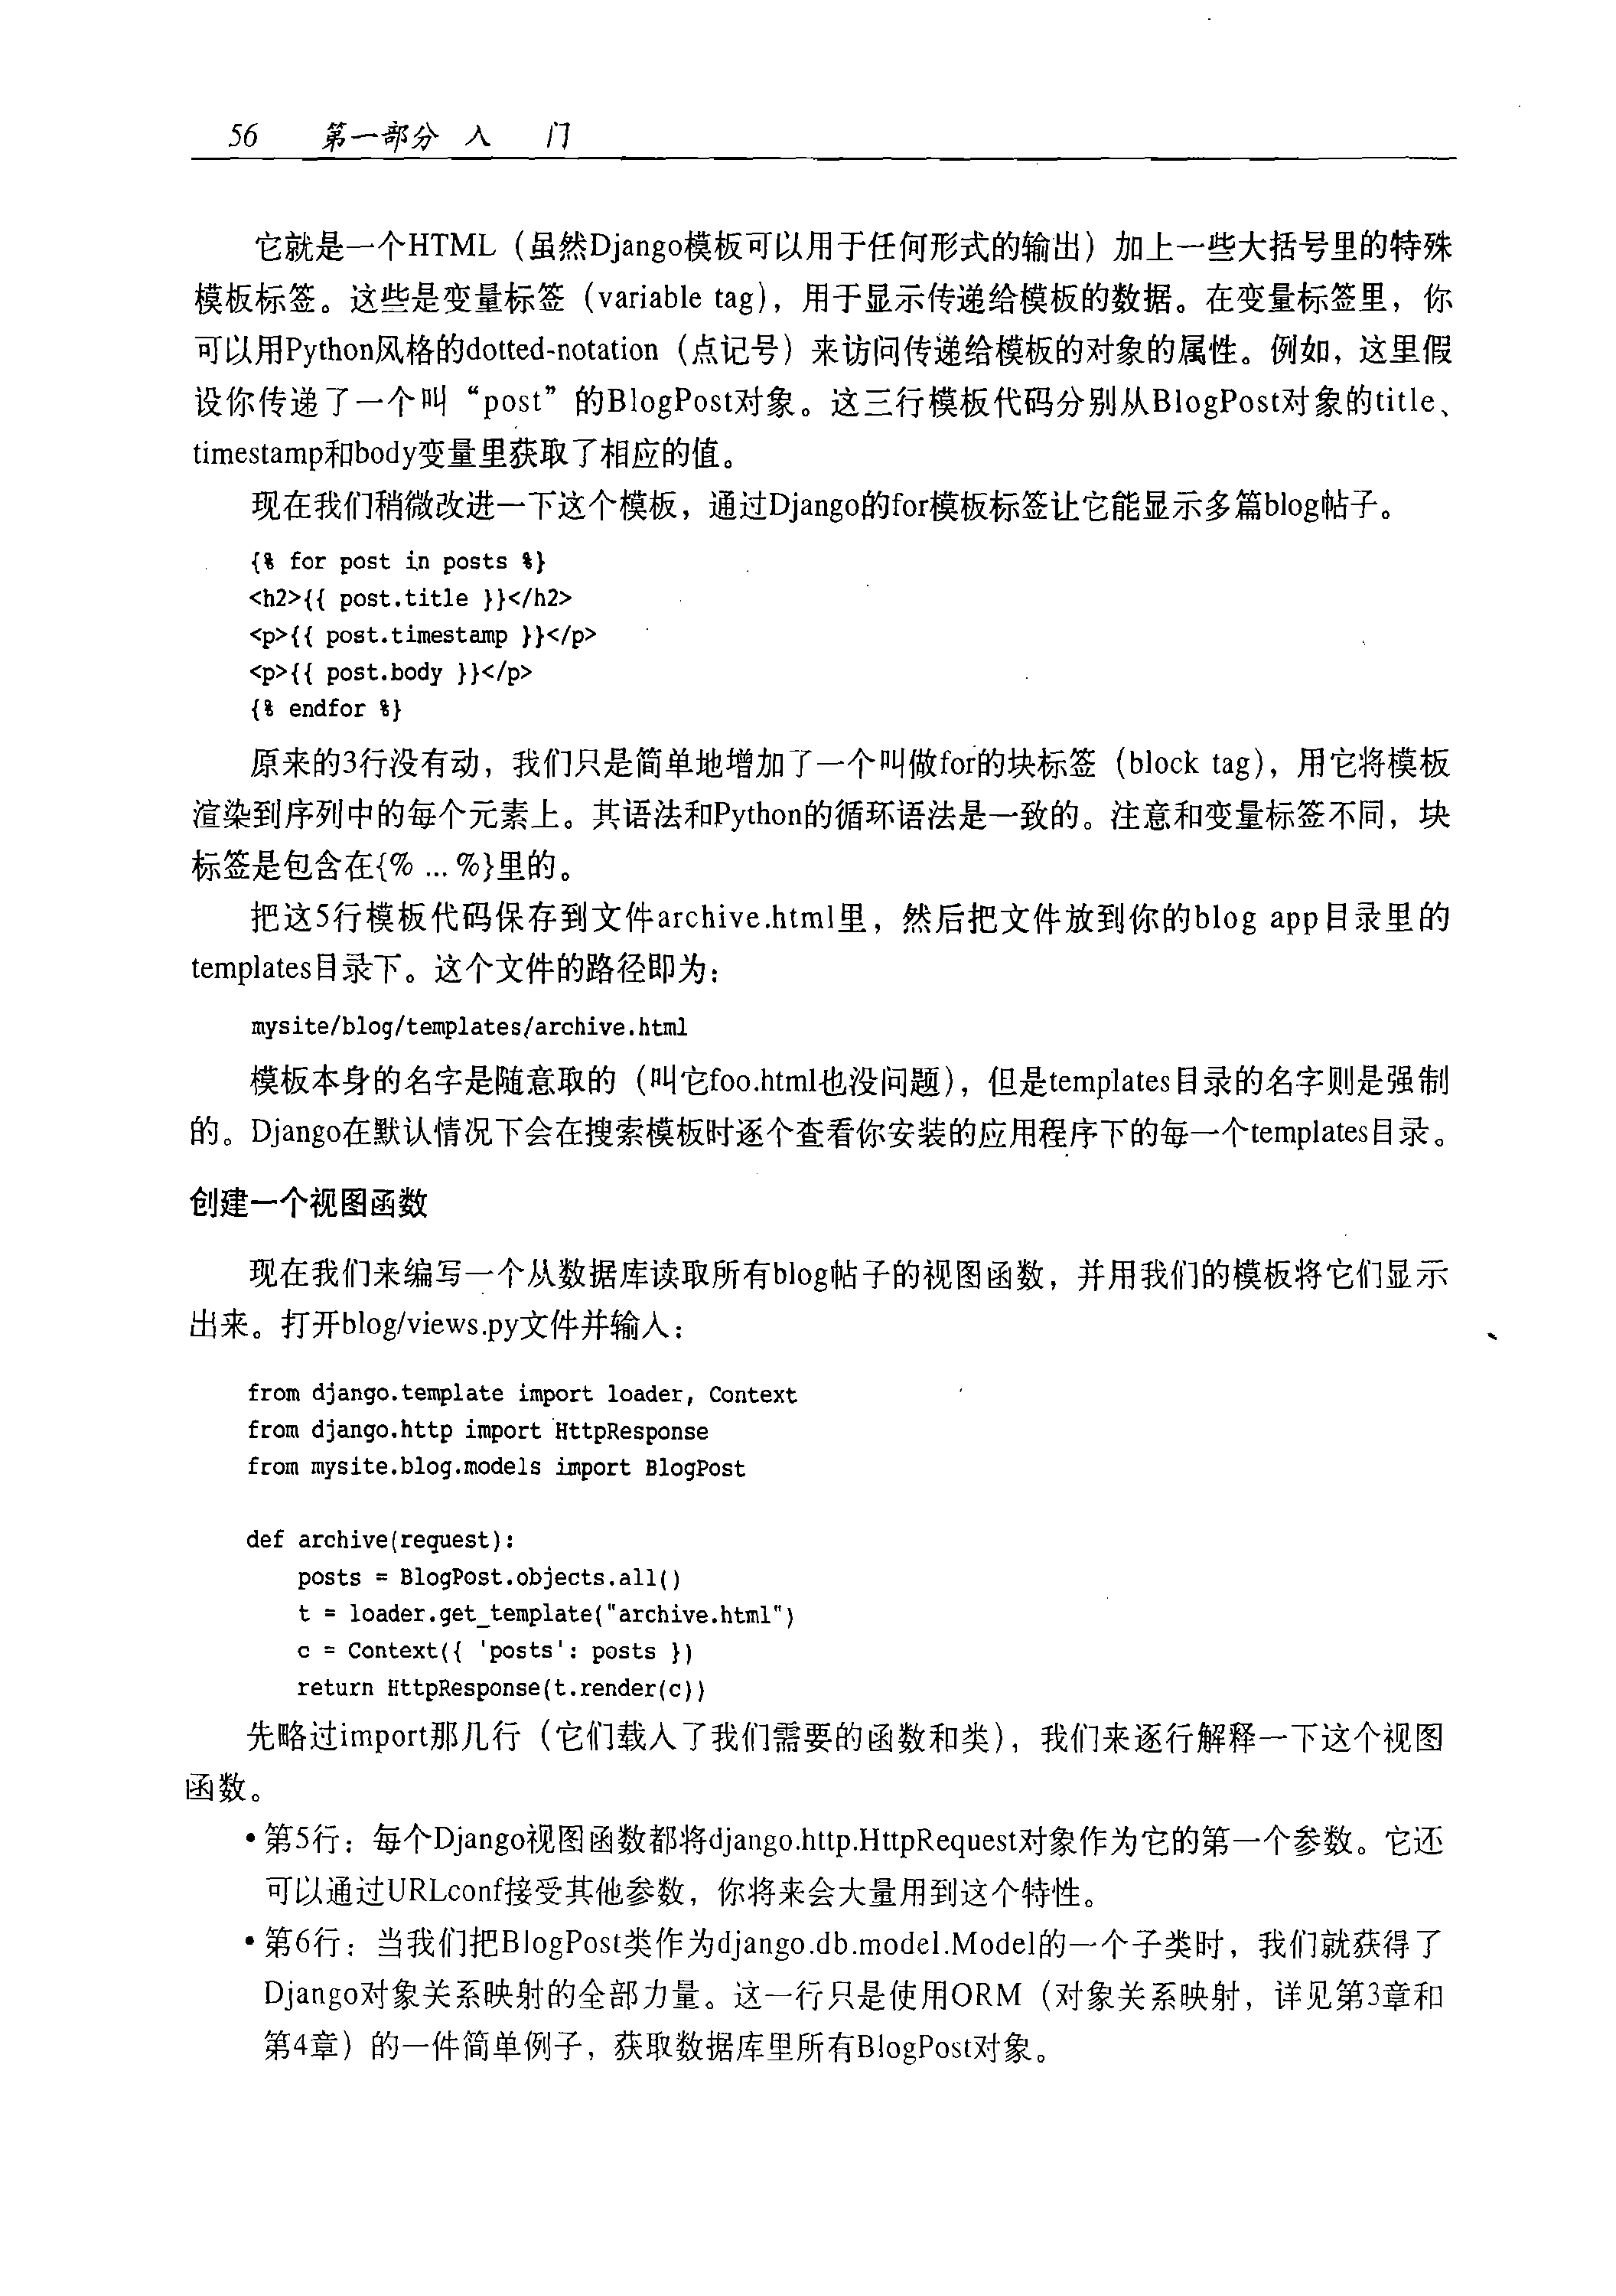 56 第一部分 入 门
它就是一个HTML（虽然Django模板可以用于任何形式的输出）加上一些大括号里的特殊
模板标签。这些是变量标签（variable tag），用于显示传递给模板的数据。在变量标签里，你
可以用Python风格的dotted-notation（点记号）来访问传递给模板的对象的属性。例如，这里假
设你传递了一个叫“post”的BlogPost对象。这三行模板代码分别从BlogPost对象的title、
timestamp和body变量里获取了相应的值。
现在我们稍微改进一下这个模板，通过Django的for模板标签让它能显示多篇blog帖子。
{% for post in posts %}
<h2>{{ post.title }}</h2>
<p>{{ post.timestamp }}</p>
<p>{{ post.body }}</p>
{% endfor %}
原来的3行没有动，我们只是简单地增加了一个叫做for的块标签（block tag），用它将模板
渲染到序列中的每个元素上。其语法和Python的循环语法是一致的。注意和变量标签不同，块
标签是包含在{% ... %}里的。
把这5行模板代码保存到文件archive.html里，然后把文件放到你的blog app目录里的
templates目录下。这个文件的路径即为：
mysite/blog/templates/archive.html
模板本身的名字是随意取的（叫它foo.html也没问题），但是templates目录的名字则是强制
的。Django在默认情况下会在搜索模板时逐个查看你安装的应用程序下的每一个templates目录。
创建一个视图函数
现在我们来编写一个从数据库读取所有blog帖子的视图函数，并用我们的模板将它们显示
出来。打开blog/views.py文件并输入：
from django.template import loader, Context
from django.http import HttpResponse
from mysite.blog.models import BlogPost
def archive(request):
posts = BlogPost.objects.all()
t = loader.get_template("archive.html")
c = Context({ 'posts': posts })
return HttpResponse(t.render(c))
先略过import那几行（它们载入了我们需要的函数和类），我们来逐行解释一下这个视图
函数。
•第5行：每个Django视图函数都将django.http.HttpRequest对象作为它的第一个参数。它还
可以通过URLconf接受其他参数，你将来会大量用到这个特性。
•第6行：当我们把BlogPost类作为django.db.model.Model的一个子类时，我们就获得了
Django对象关系映射的全部力量。这一行只是使用ORM（对象关系映射，详见第3章和
第4章）的一件简单例子，获取数据库里所有BlogPost对象。